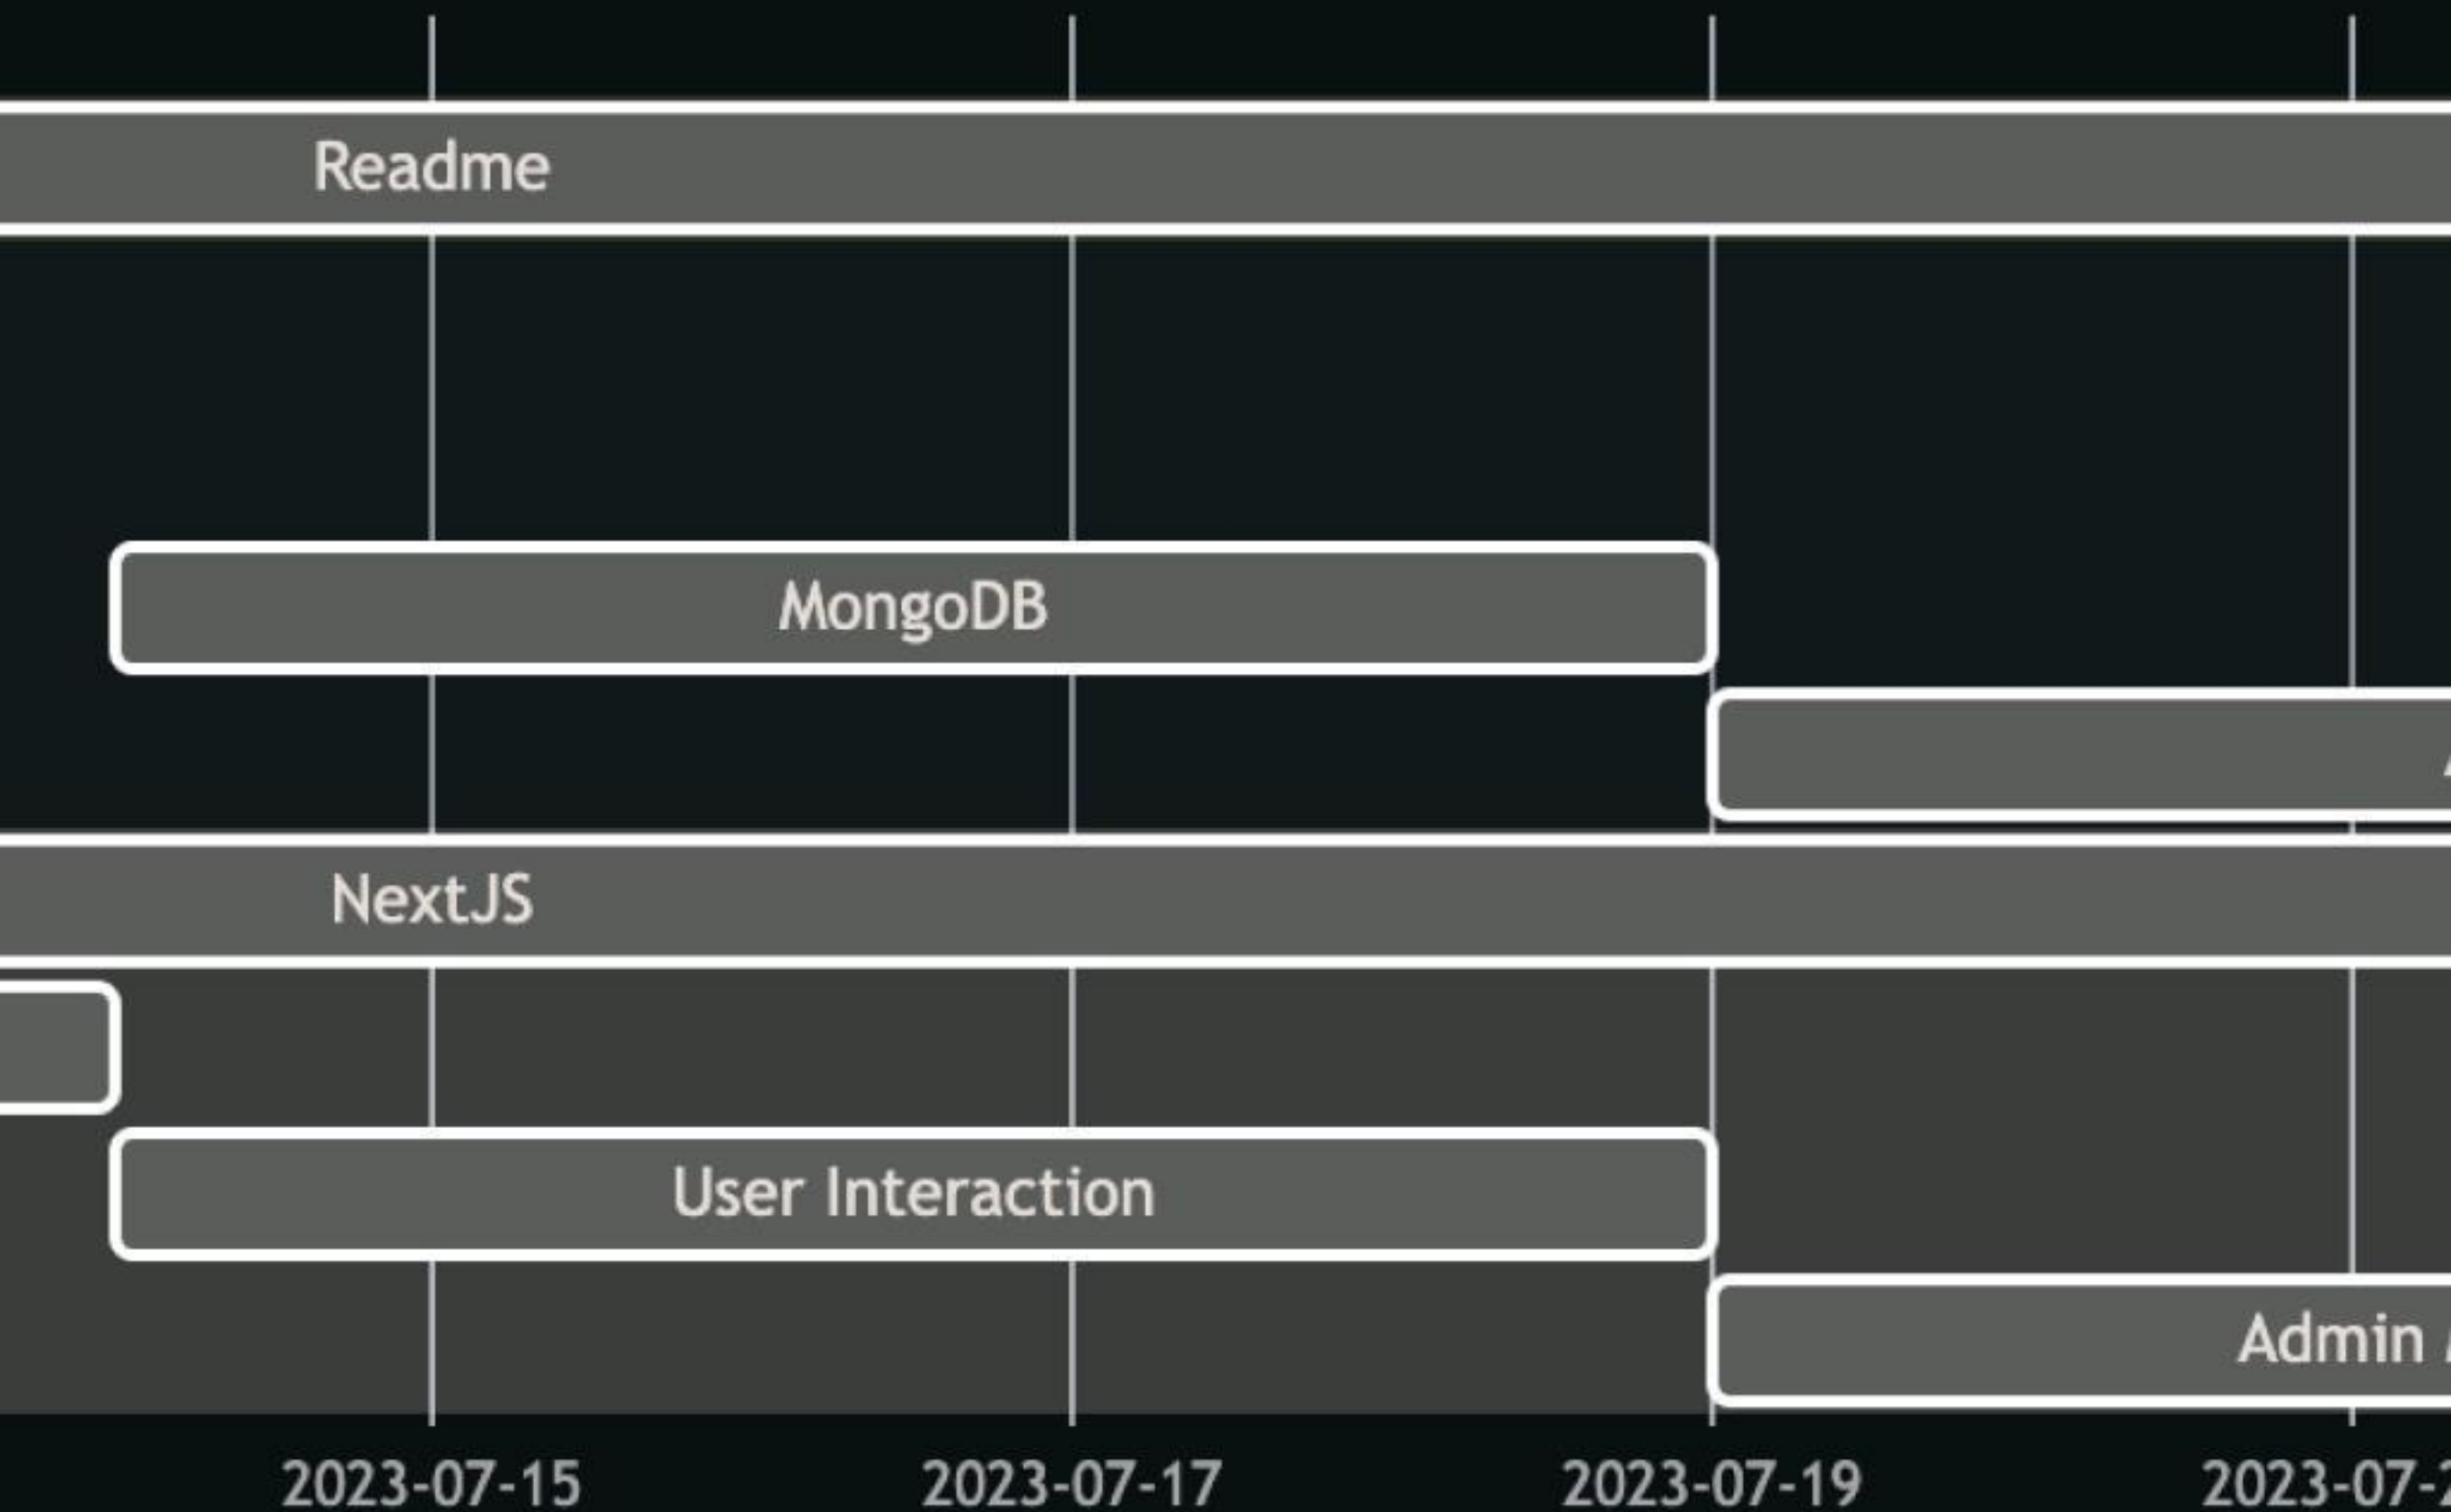 Readme
MongoDB
NextJS
User Interaction
Admin
2023-07-15 2023-07-17 2023-07-19